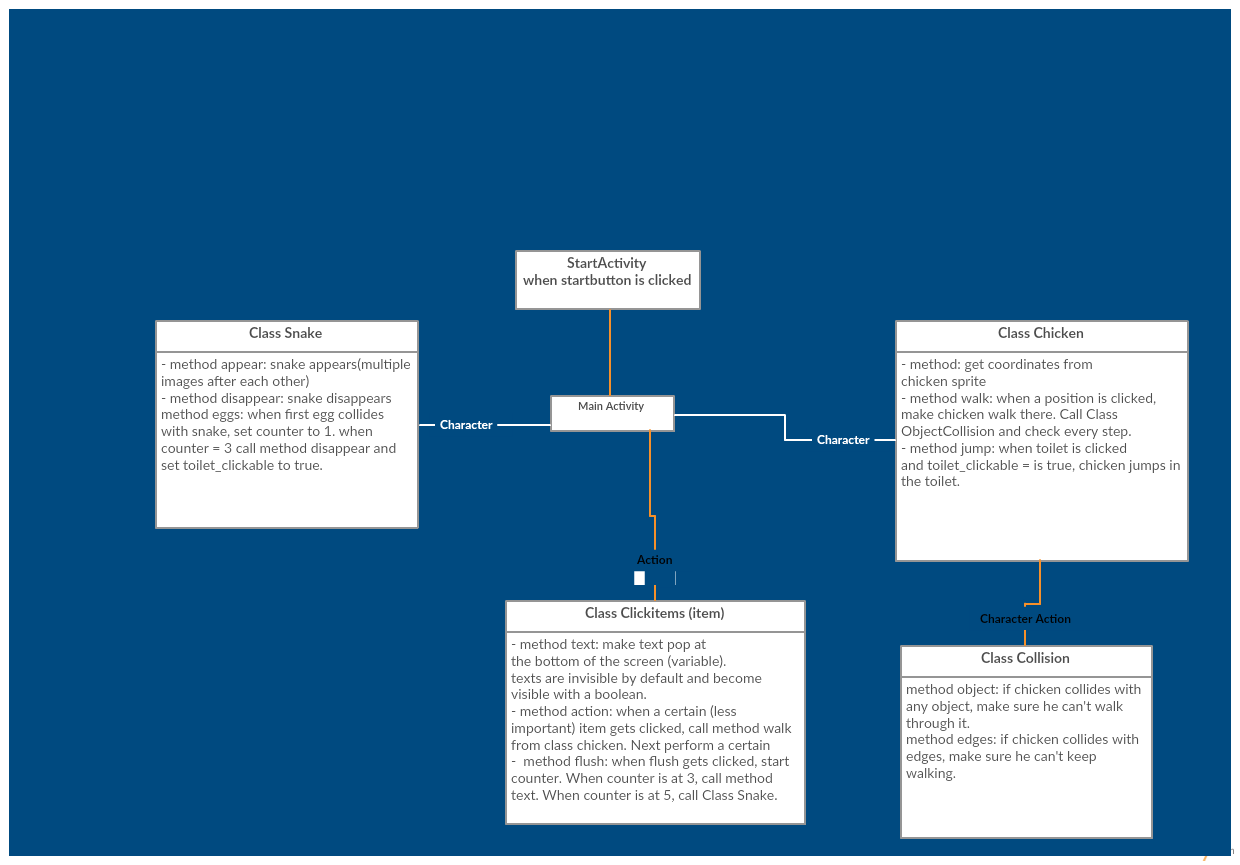 StartActivity
when startbutton is clicked
Class Snake
- method appear: snake appears(multiple
images after each other)
- method disappear: snake disappears
method eggs: when first egg collides
with snake, set counter to 1. when
counter = 3 call method disappear and
set toilet_clickable to true.
Character
Main Activity
Character
Class Chicken
- method: get coordinates from
chicken sprite
- method walk: when a position is clicked,
make chicken walk there. Call Class
ObjectCollision and check every step.
- method jump: when toilet is clicked
and toilet_clickable = is true, chicken jumps in
the toilet.
Action
Class Clickitems (item)
- method text: make text pop at
the bottom of the screen (variable).
texts are invisible by default and become
visible with a boolean.
- method action: when a certain (less
important) item gets clicked, call method walk
from class chicken. Next perform a certain
-  method flush: when flush gets clicked, start
counter. When counter is at 3, call method
text. When counter is at 5, call Class Snake.
Character Action
Class Collision
method object: if chicken collides with
any object, make sure he can't walk
through it.
method edges: if chicken collides with
edges, make sure he can't keep
walking.